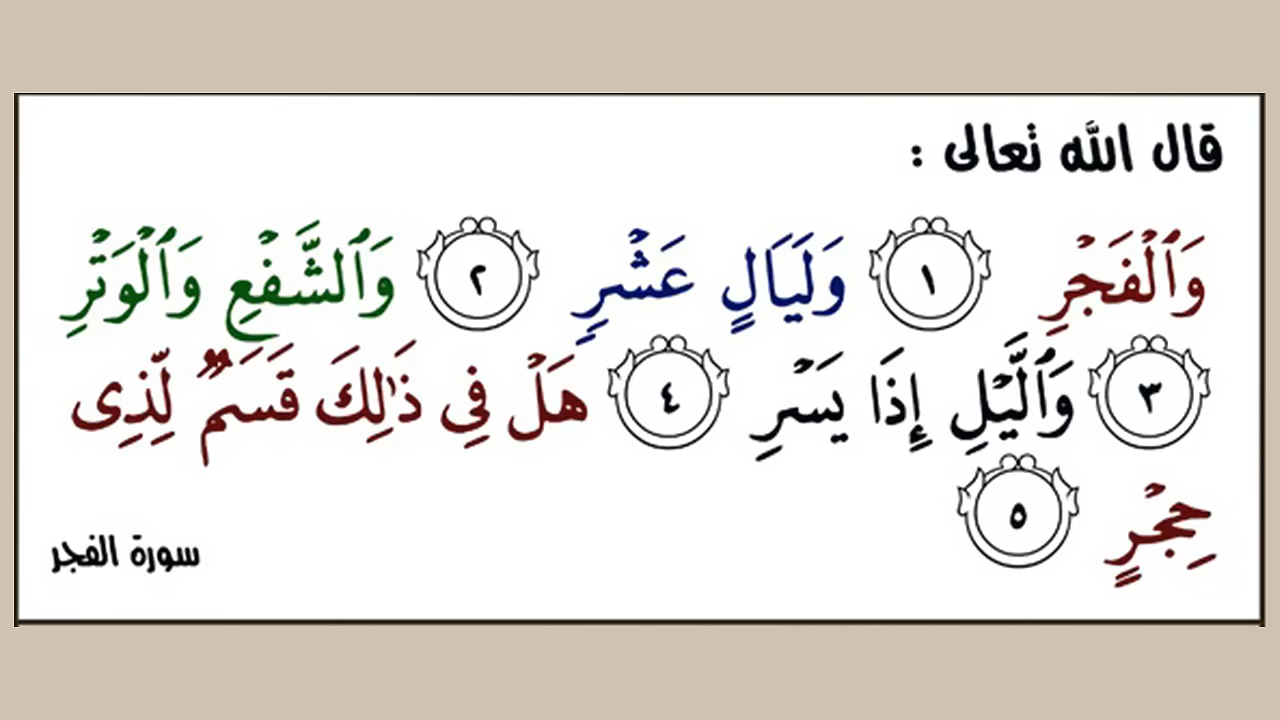 قال الله تعالى :
وَٱلْفَجْرِ ١ وَلَيَالٍ عَشْرٍ ٢ وَٱلشَّفْعِ وَٱلْوَتْرِ
٣ وَٱلَّيْلِ إِذَا يَسْرِ ٤ هَلْ فِى ذَٰلِكَ قَسَمٌ لِّذِى
حِجْرٍ ٥
سورة الفجر